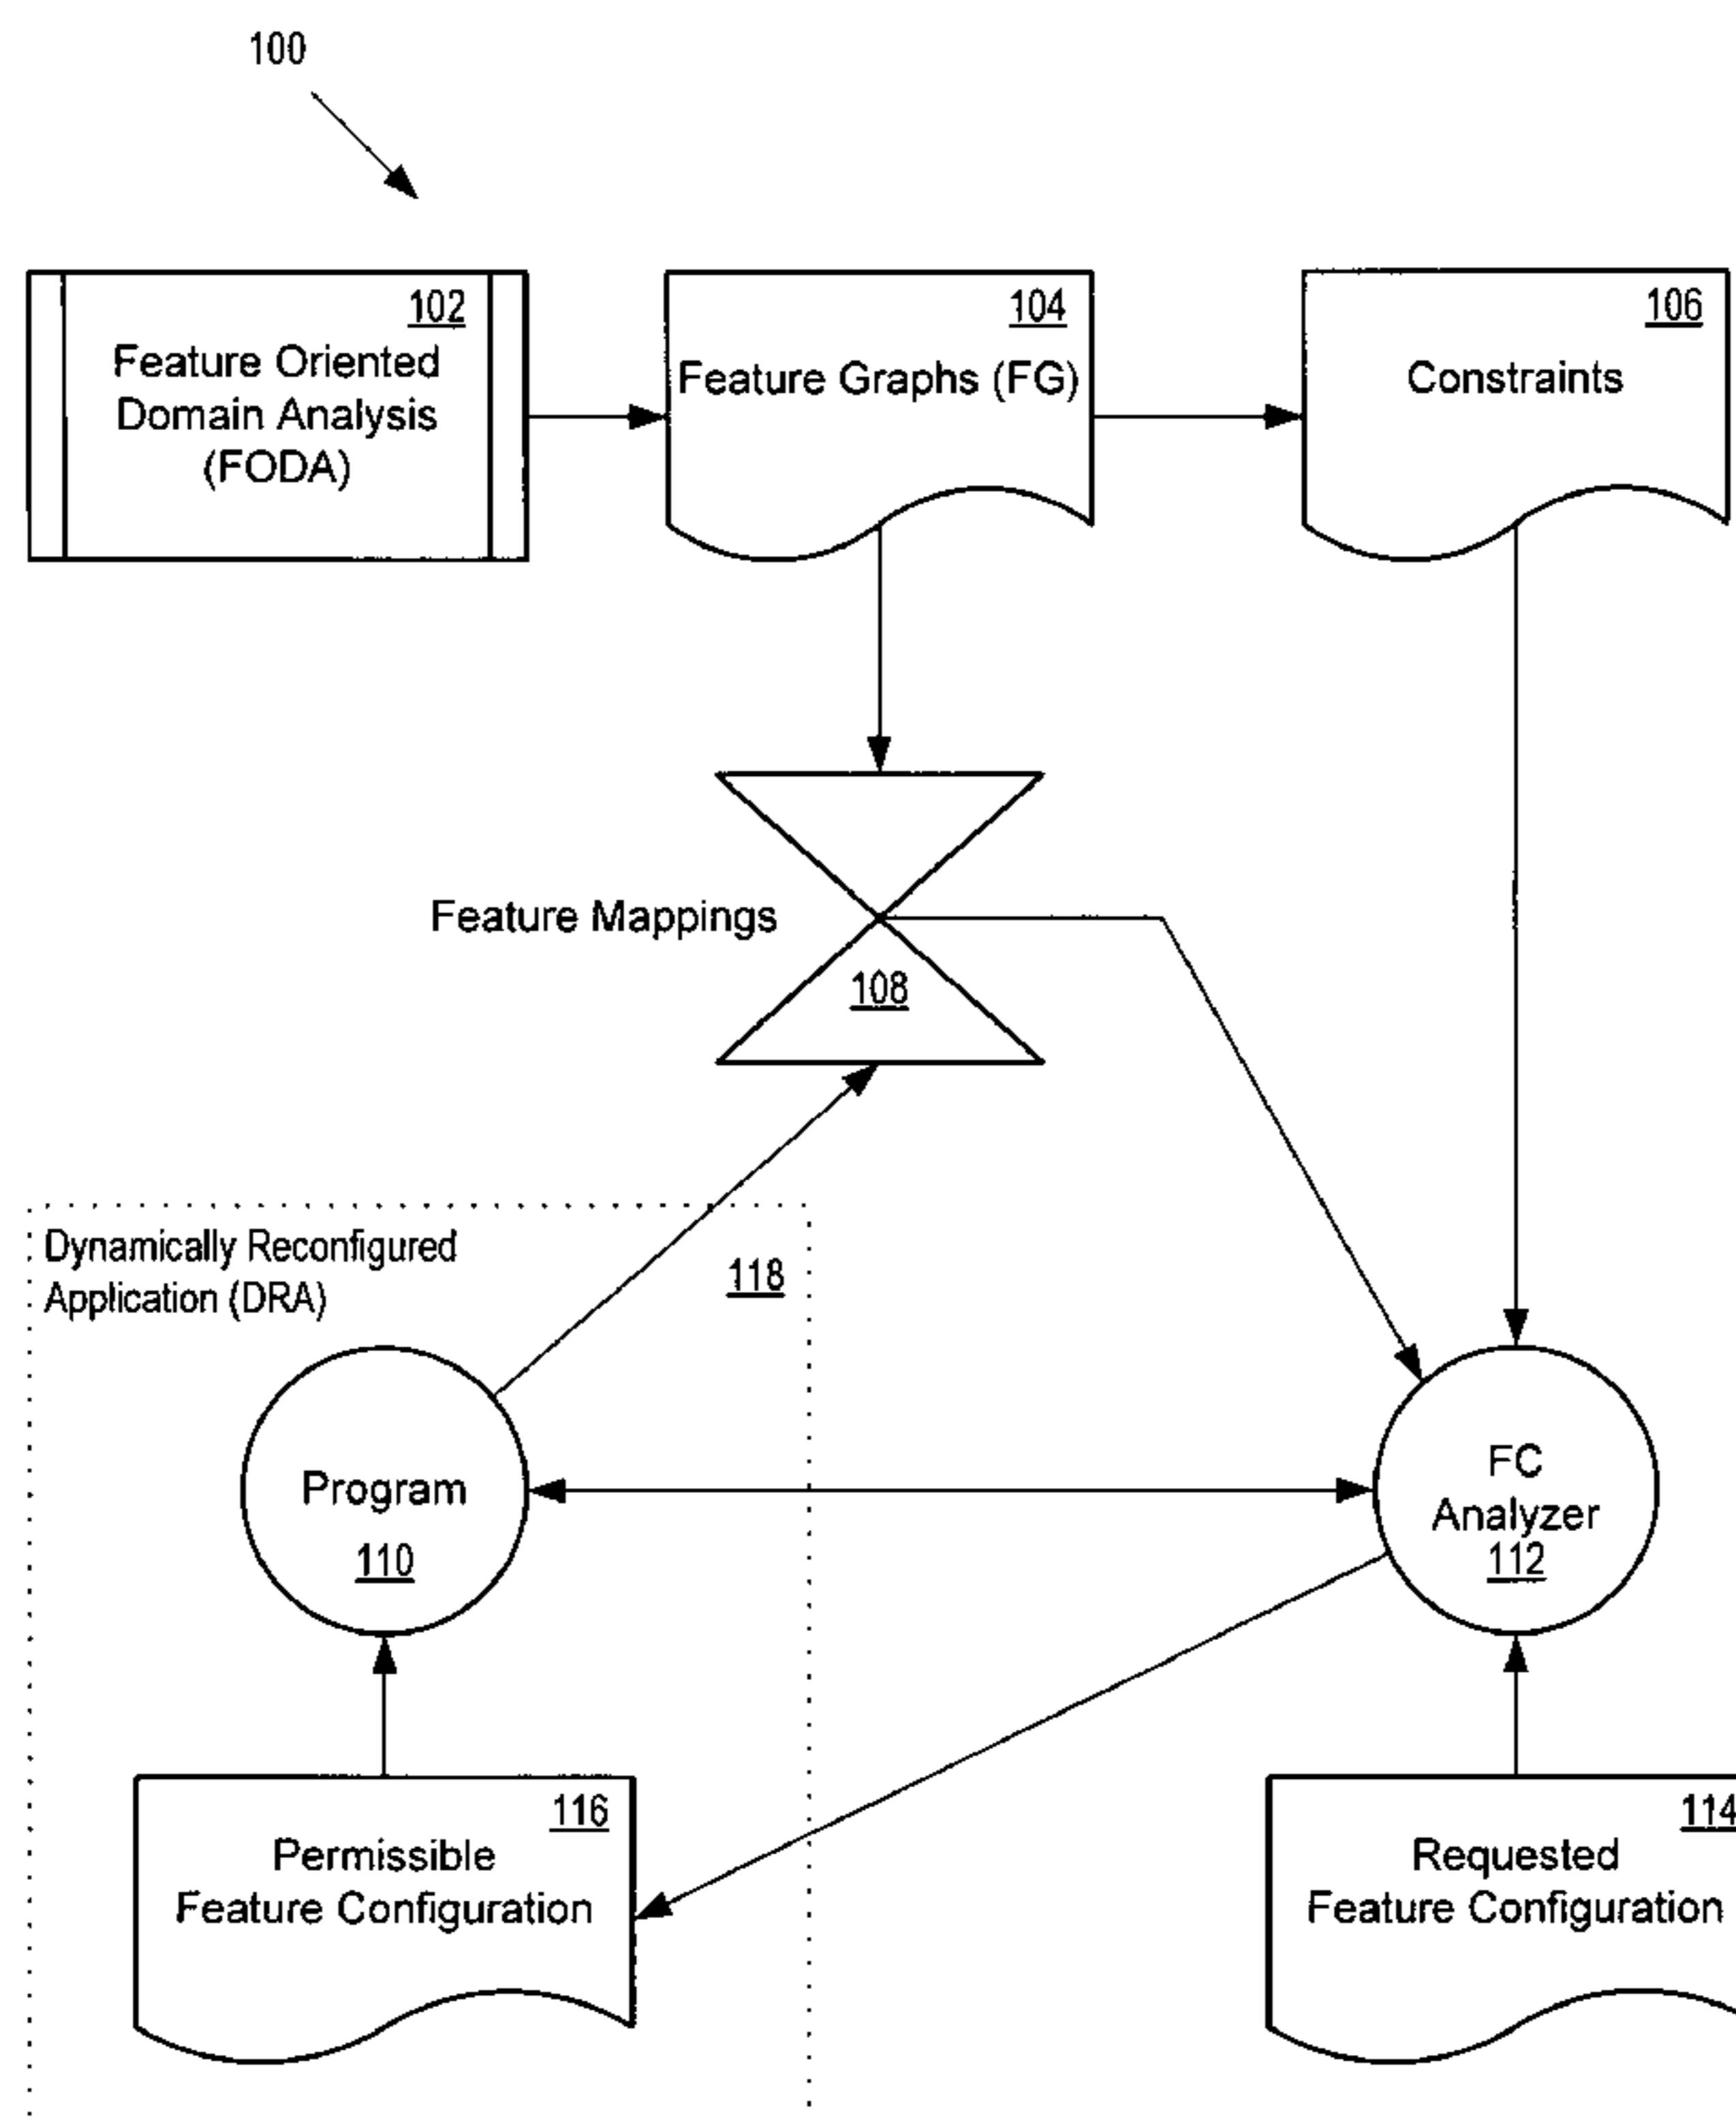 100
102
Feature Oriented
Domain Analysis
(FODA)
104
Feature Graphs (FG)
106
Constraints
Feature Mappings
108
Dynamically Reconfigured
Application (DRA)
118
Program
110
FC
Analyzer
112
116
Permissible
Feature Configuration
114
Requested
Feature Configuration